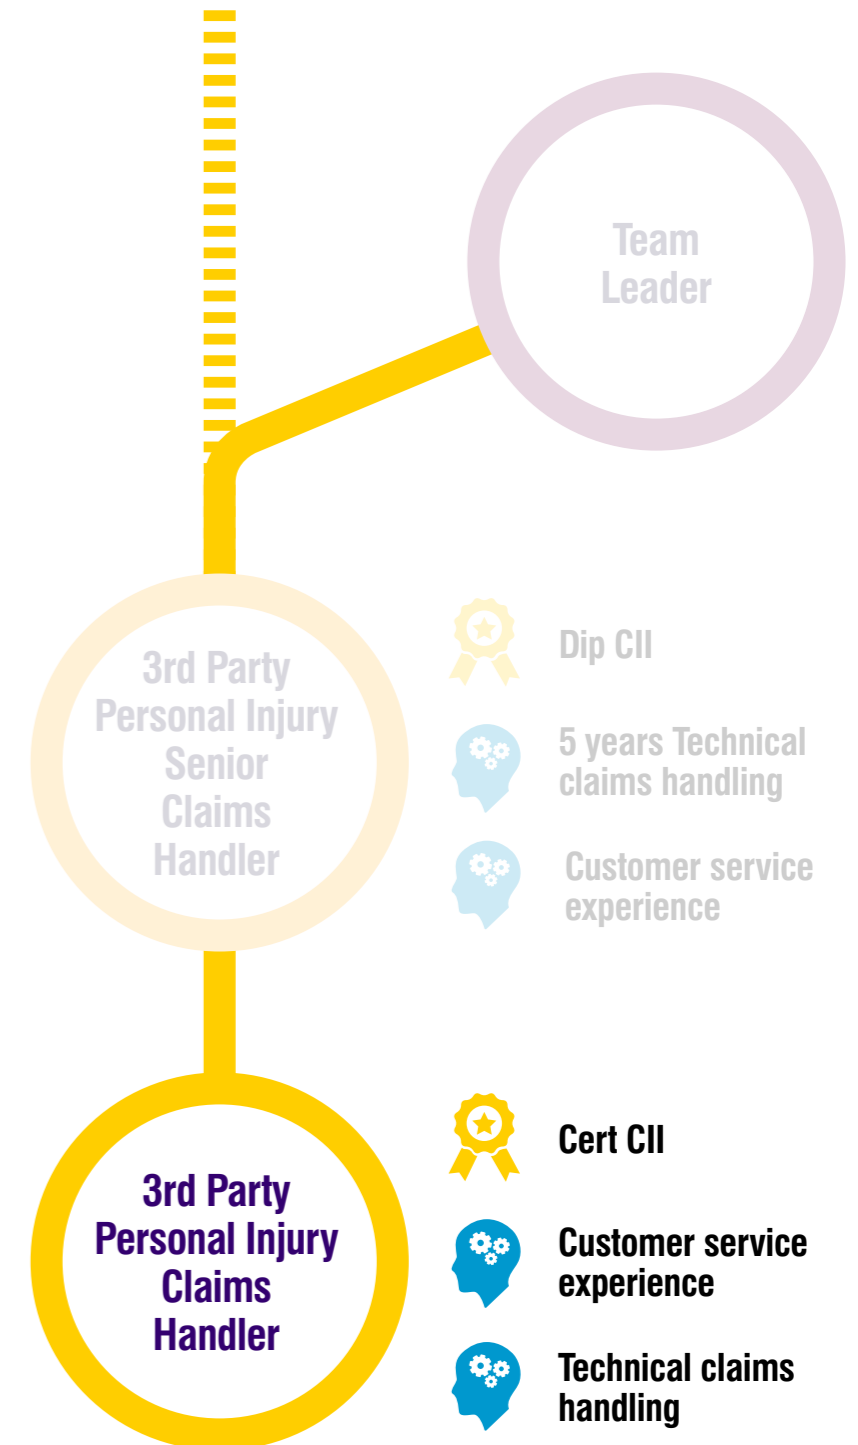 Team
Leader
3rd Party
Personal Injury
Senior
Claims
Handler
Dip CII
5 years Technical
claims handling
Customer service
experience
3rd Party
Personal Injury
Claims
Handler
Cert CII
Customer service
experience
Technical claims
handling